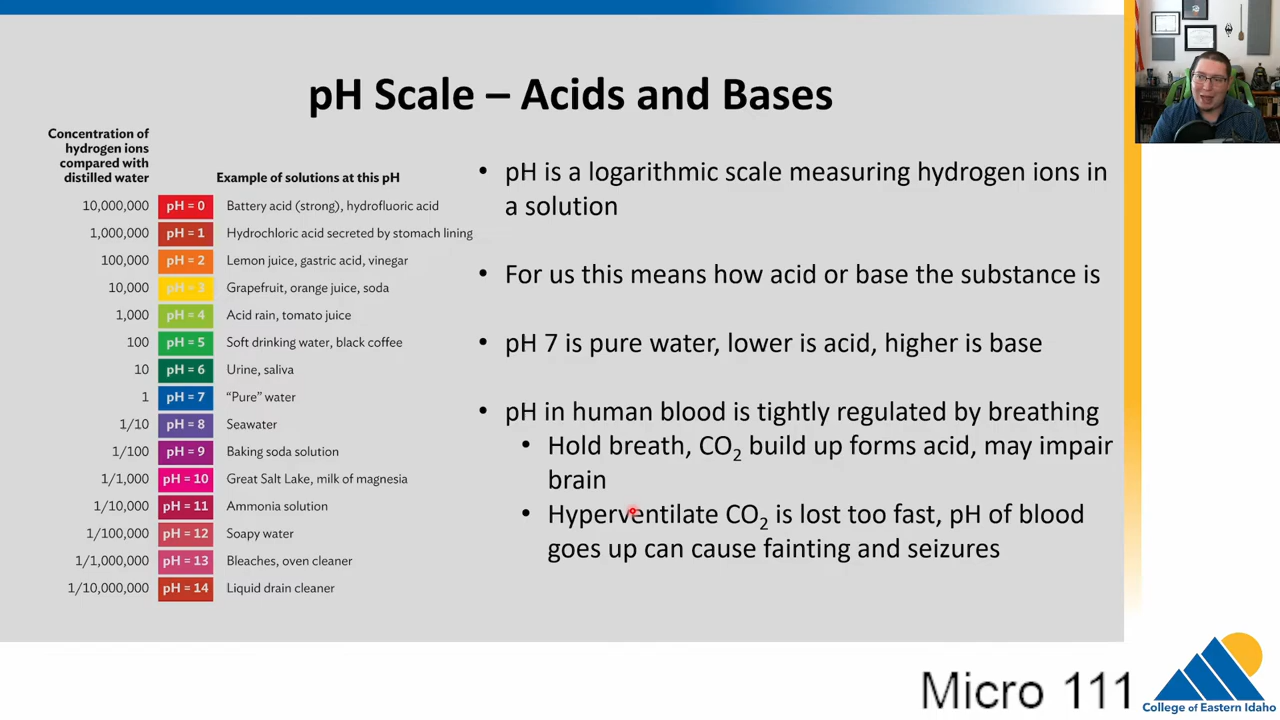 pH Scale – Acids and Bases
Concentration of
hydrogen ions
compared with
distilled water
Example of solutions at this pH
10,000,000 pH = 0 Battery acid (strong), hydrofluoric acid
1,000,000 pH = 1 Hydrochloric acid secreted by stomach lining
100,000 pH = 2 Lemon juice, gastric acid, vinegar
10,000 pH = 3 Grapefruit, orange juice, soda
1,000 pH = 4 Acid rain, tomato juice
100 pH = 5 Soft drinking water, black coffee
10 pH = 6 Urine, saliva
1 pH = 7 “Pure” water
1/10 pH = 8 Seawater
1/100 pH = 9 Baking soda solution
1/1,000 pH = 10 Great Salt Lake, milk of magnesia
1/10,000 pH = 11 Ammonia solution
1/100,000 pH = 12 Soapy water
1/1,000,000 pH = 13 Bleaches, oven cleaner
1/10,000,000 pH = 14 Liquid drain cleaner
• pH is a logarithmic scale measuring hydrogen ions in
a solution
• For us this means how acid or base the substance is
• pH 7 is pure water, lower is acid, higher is base
• pH in human blood is tightly regulated by breathing
• Hold breath, CO₂ build up forms acid, may impair
brain
• Hyperventilate CO₂ is lost too fast, pH of blood
goes up can cause fainting and seizures
Micro 111
College of Eastern Idaho